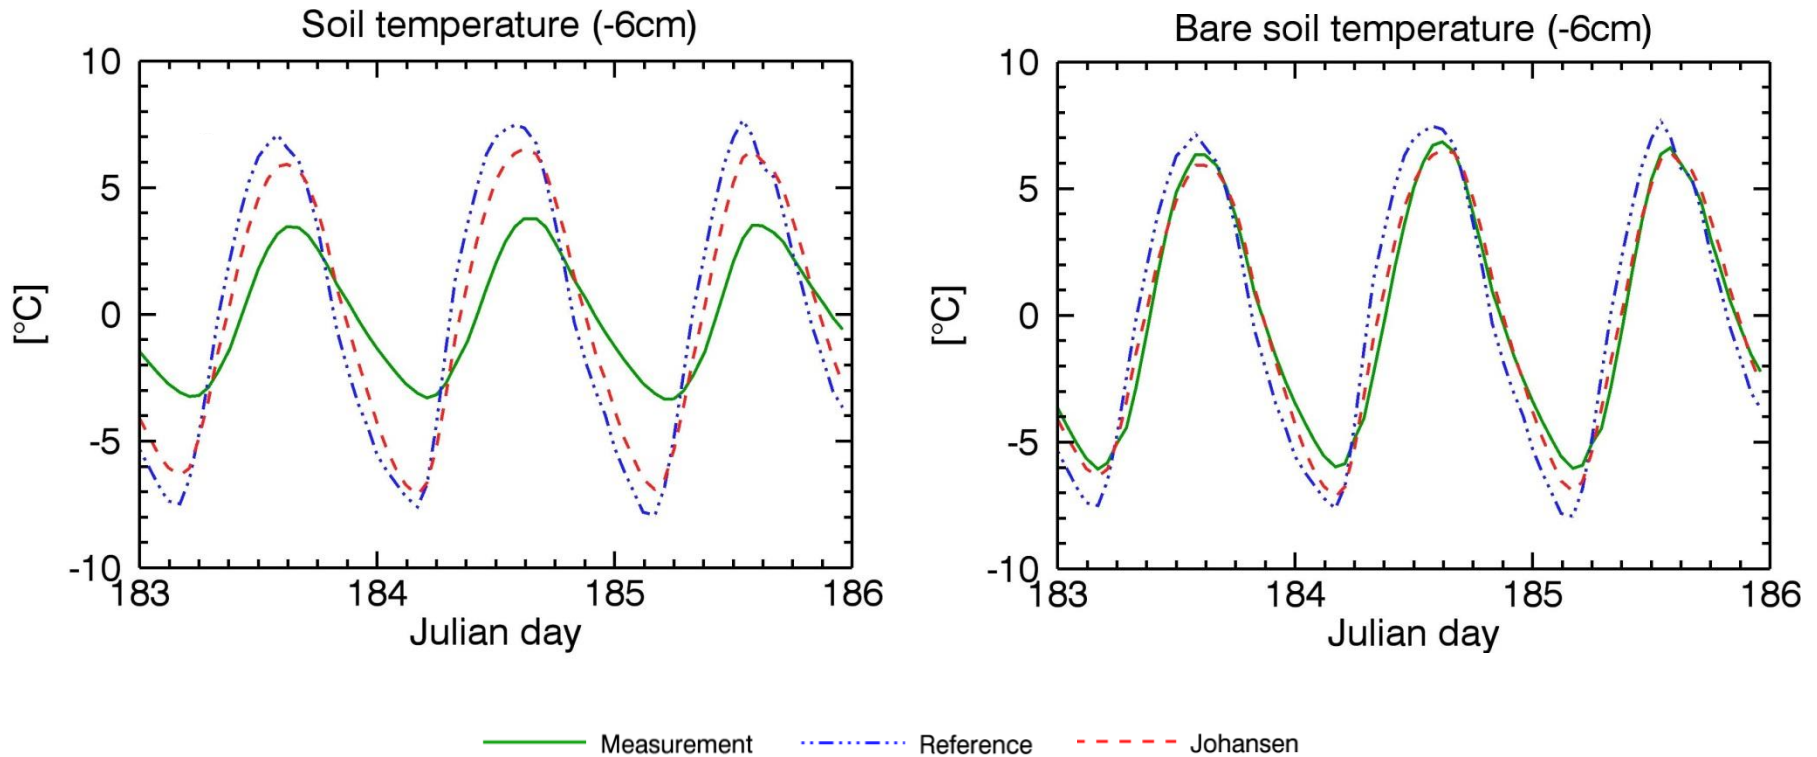 Soil temperature (-6cm)
10
5
0
-5
-10
[°C]
183 184 185 186
Julian day
Bare soil temperature (-6cm)
10
5
0
-5
-10
[°C]
183 184 185 186
Julian day
Measurement Reference Johansen